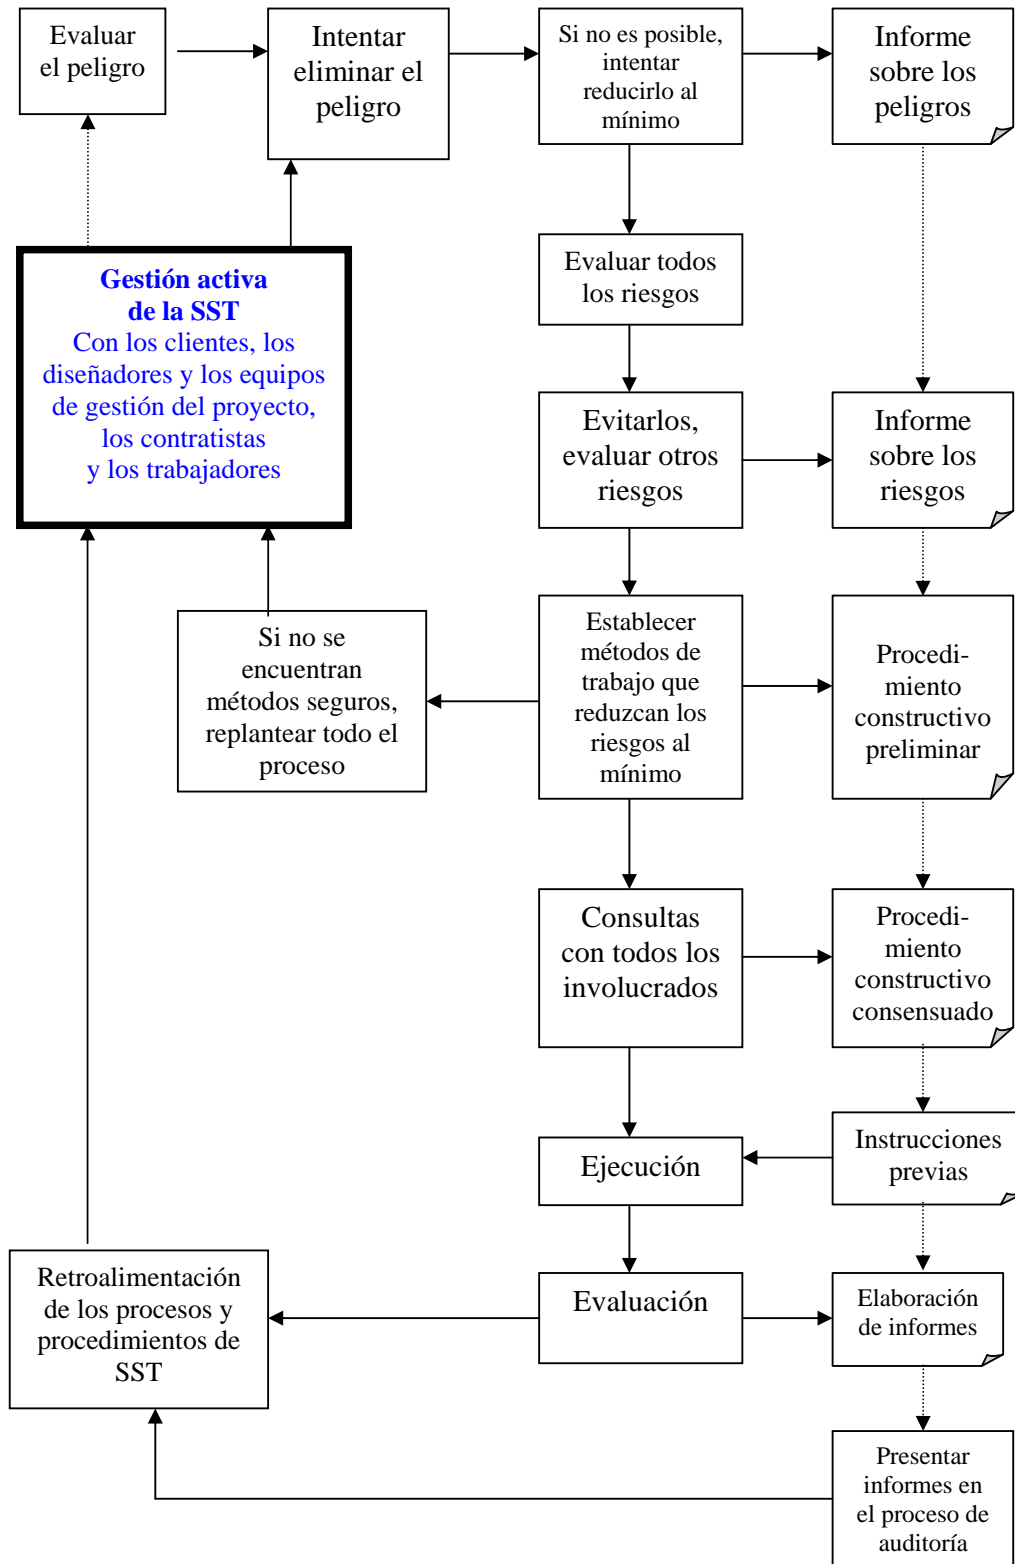 Evaluar
el peligro
Intentar
eliminar el
peligro
Si no es posible,
intentar
reducirlo al
mínimo
Informe
sobre los
peligros
Gestión activa
de la SST
Con los clientes, los
diseñadores y los equipos
de gestión del proyecto,
los contratistas
y los trabajadores
Evaluar todos
los riesgos
Evitarlos,
evaluar otros
riesgos
Informe
sobre los
riesgos
Si no se
encuentran
métodos seguros,
replantear todo el
proceso
Establecer
métodos de
trabajo que
reduzcan los
riesgos al
mínimo
Procedi-
miento
constructivo
preliminar
Consultas
con todos los
involucrados
Procedi-
miento
constructivo
consensuado
Ejecución
Instrucciones
previas
Retroalimentación
de los procesos y
procedimientos de
SST
Evaluación
Elaboración
de informes
Presentar
informes en
el proceso de
auditoría